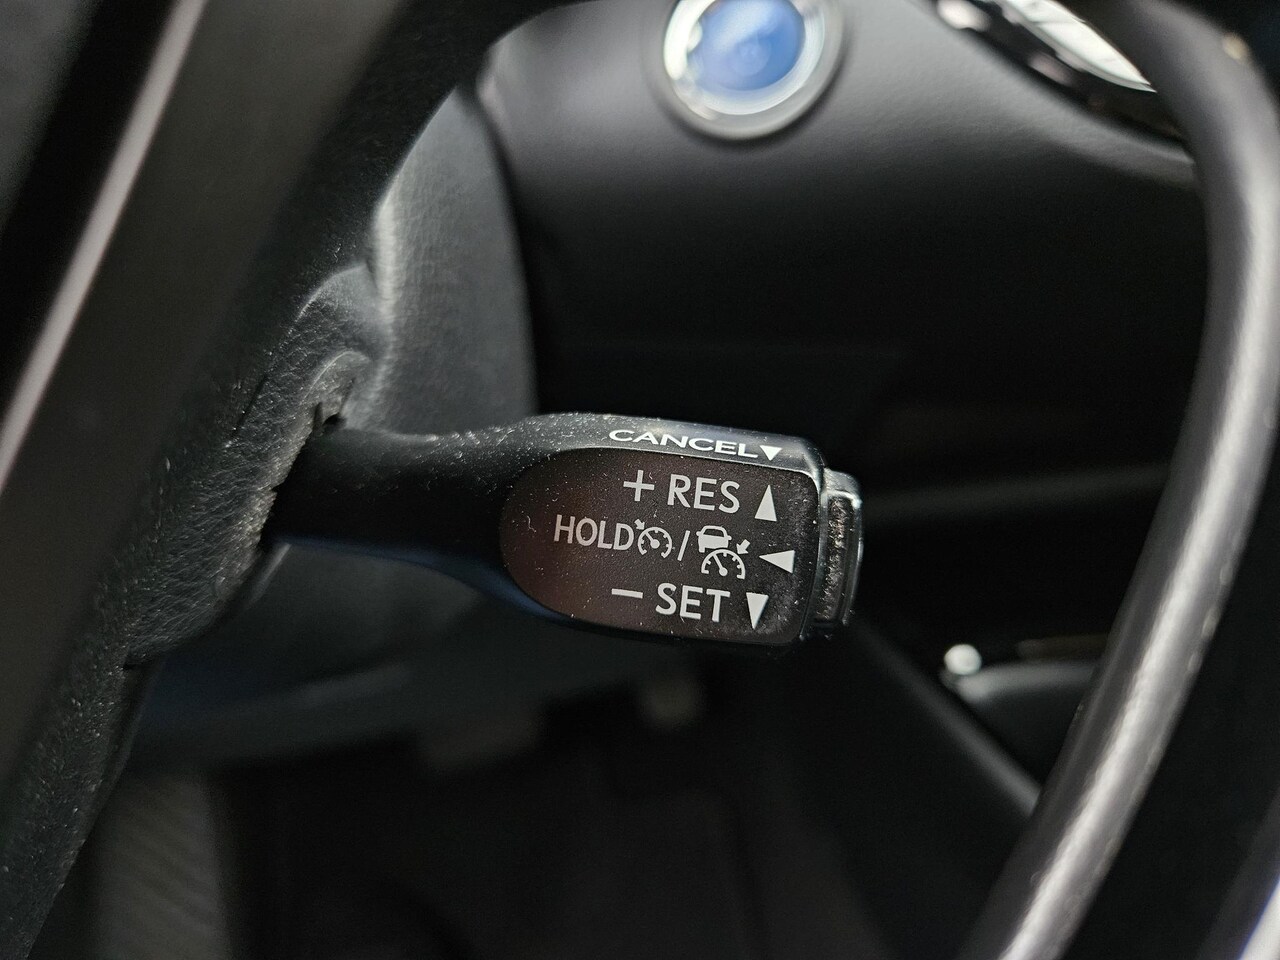 CANCEL▼
+ RES ▲
HOLD / ◀
− SET ▼